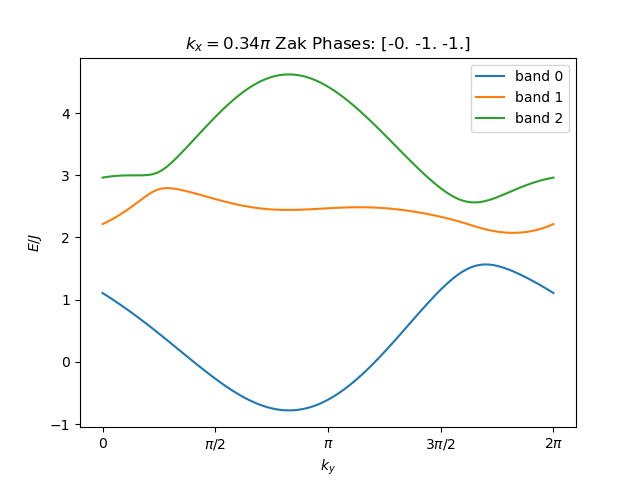 $k_x = 0.34\pi$ Zak Phases: [-0. -1. -1.]
band 0
band 1
band 2
E/J
4
3
2
1
0
−1
0
π/2
π
3π/2
2π
$k_y$